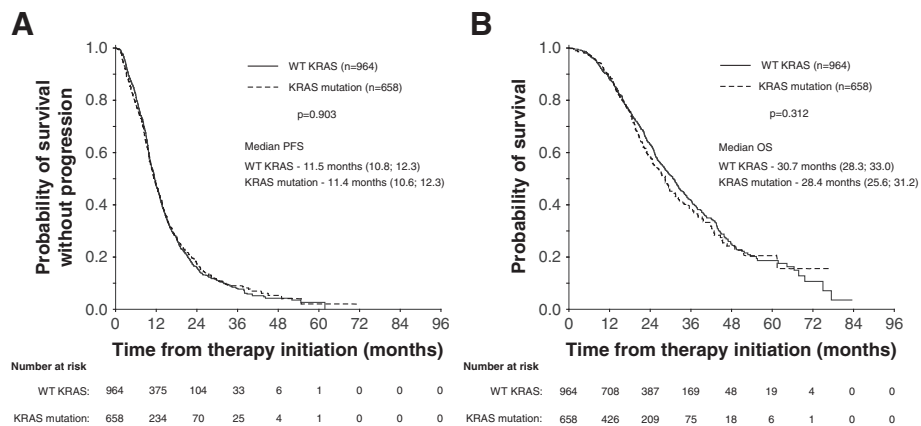 A
Probability of survival
without progression
1.0
0.8
0.6
0.4
0.2
0.0
WT KRAS (n=964)
KRAS mutation (n=658)
p=0.903
Median PFS
WT KRAS - 11.5 months (10.8; 12.3)
KRAS mutation - 11.4 months (10.6; 12.3)
0 12 24 36 48 60 72 84 96
Time from therapy initiation (months)
Number at risk
WT KRAS: 964 375 104 33 6 1 0 0 0
KRAS mutation: 658 234 70 25 4 1 0 0 0
B
Probability of survival
1.0
0.8
0.6
0.4
0.2
0.0
WT KRAS (n=964)
KRAS mutation (n=658)
p=0.312
Median OS
WT KRAS - 30.7 months (28.3; 33.0)
KRAS mutation - 28.4 months (25.6; 31.2)
0 12 24 36 48 60 72 84 96
Time from therapy initiation (months)
Number at risk
WT KRAS: 964 708 387 169 48 19 4 0 0
KRAS mutation: 658 426 209 75 18 6 1 0 0